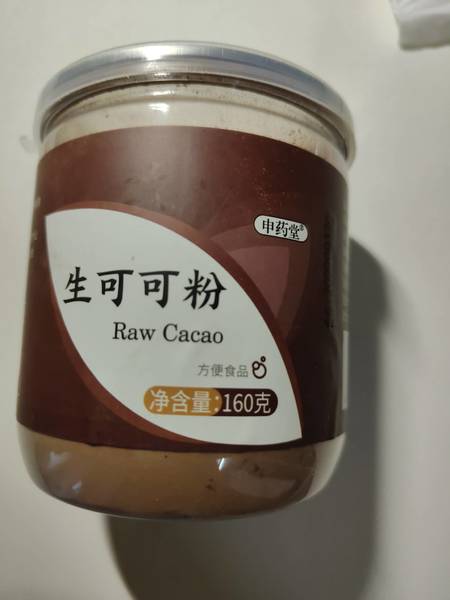 申药堂®
生可可粉
Raw Cacao
方便食品
净含量:160克